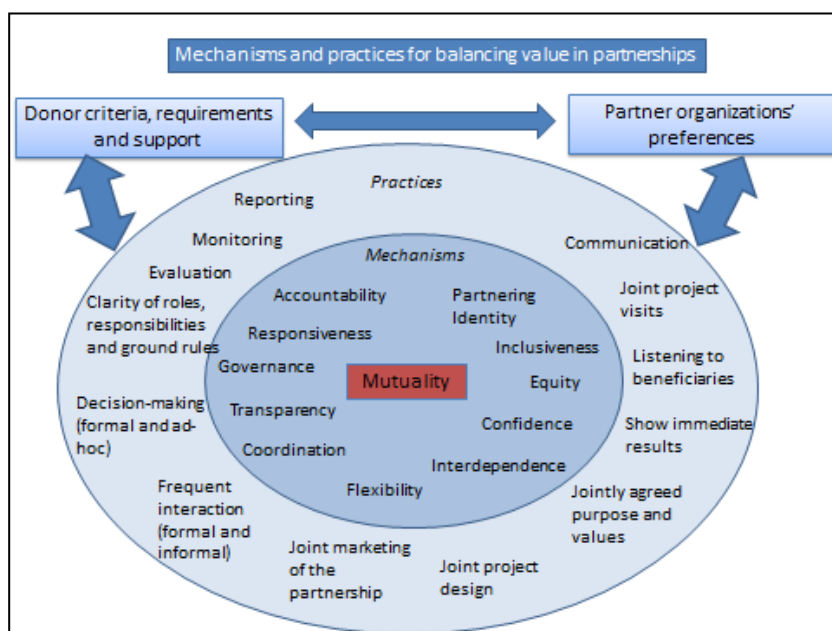 Mechanisms and practices for balancing value in partnerships
Donor criteria, requirements
and support
Partner organizations’
preferences
Practices
Reporting
Monitoring
Evaluation
Clarity of roles,
responsibilities
and ground rules
Decision-making
(formal and ad-
hoc)
Frequent
interaction
(formal and
informal)
Joint marketing
of the
partnership
Joint project
design
Jointly agreed
purpose and
values
Show immediate
results
Listening to
beneficiaries
Joint project
visits
Communication
Mechanisms
Accountability
Responsiveness
Governance
Transparency
Coordination
Flexibility
Interdependence
Confidence
Equity
Inclusiveness
Partnering
Identity
Mutuality